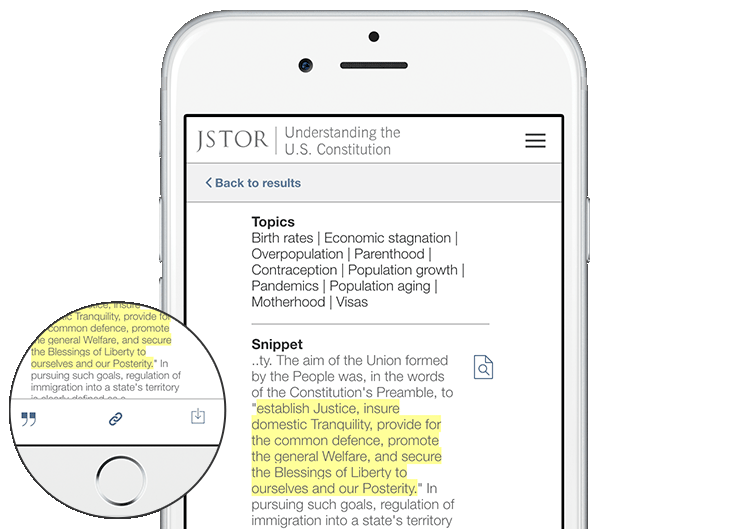 JSTOR
Understanding the
U.S. Constitution
Back to results
Topics
Birth rates | Economic stagnation |
Overpopulation | Parenthood |
Contraception | Population growth |
Pandemics | Population aging |
Motherhood | Visas
Snippet
..ty. The aim of the Union formed
by the People was, in the words
of the Constitution's Preamble, to
"establish Justice, insure
domestic Tranquility, provide for
the common defence, promote
the general Welfare, and secure
the Blessings of Liberty to
ourselves and our Posterity." In
pursuing such goals, regulation of
immigration into a state's territory
insure
domestic Tranquility, provide for
the common defence, promote
the general Welfare, and secure
the Blessings of Liberty to
ourselves and our Posterity." In
pursuing such goals, regulation of
immigration into a state's territory